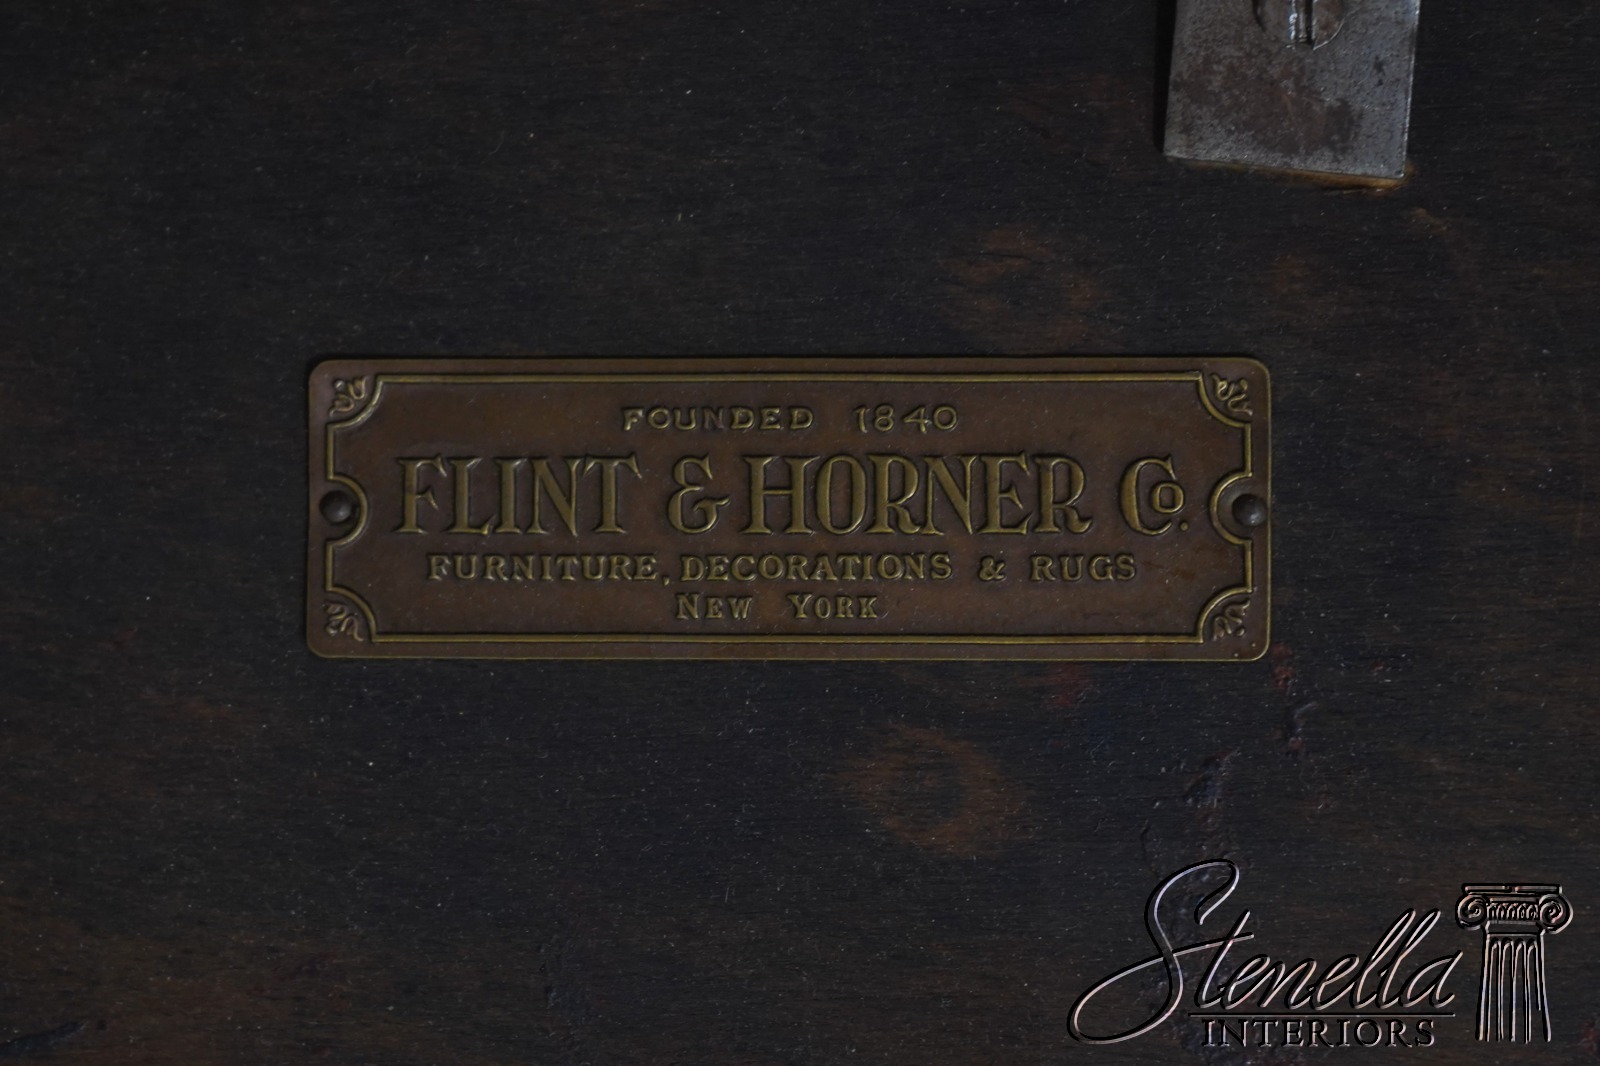 FOUNDED 1840
FLINT & HORNER Co.
FURNITURE, DECORATIONS & RUGS
NEW YORK
Stenella
INTERIORS